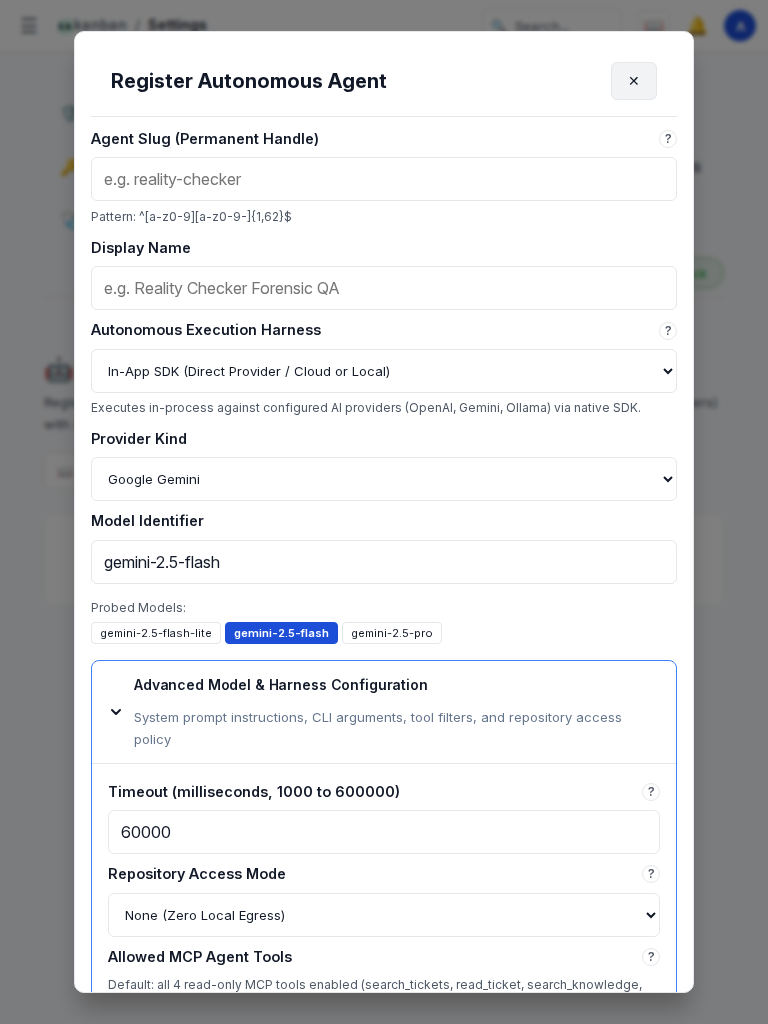 kanban / Settings
Search...
A
Register Autonomous Agent
×
Agent Slug (Permanent Handle)
?
e.g. reality-checker
Pattern: ^[a-z0-9][a-z0-9-]{1,62}$
Display Name
e.g. Reality Checker Forensic QA
Autonomous Execution Harness
?
In-App SDK (Direct Provider / Cloud or Local)
Executes in-process against configured AI providers (OpenAI, Gemini, Ollama) via native SDK.
Provider Kind
Google Gemini
Model Identifier
gemini-2.5-flash
Probed Models:
gemini-2.5-flash-lite gemini-2.5-flash gemini-2.5-pro
Advanced Model & Harness Configuration
System prompt instructions, CLI arguments, tool filters, and repository access
policy
Timeout (milliseconds, 1000 to 600000)
?
60000
Repository Access Mode
?
None (Zero Local Egress)
Allowed MCP Agent Tools
?
Default: all 4 read-only MCP tools enabled (search_tickets, read_ticket, search_knowledge,